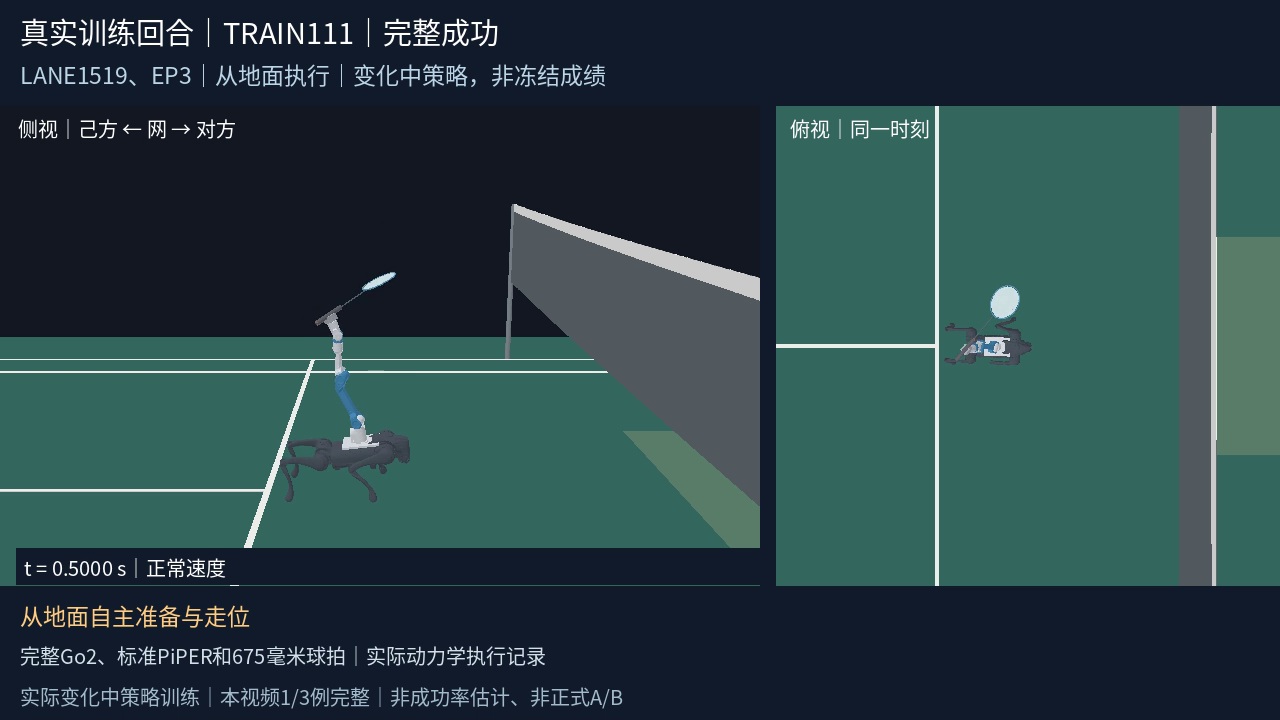 真实训练回合｜TRAIN111｜完整成功
LANE1519、EP3｜从地面执行｜变化中策略，非冻结成绩
侧视｜己方 ← 网 → 对方
俯视｜同一时刻
t = 0.5000 s｜正常速度
从地面自主准备与走位
完整Go2、标准PiPER和675毫米球拍｜实际动力学执行记录
实际变化中策略训练｜本视频1/3例完整｜非成功率估计、非正式A/B